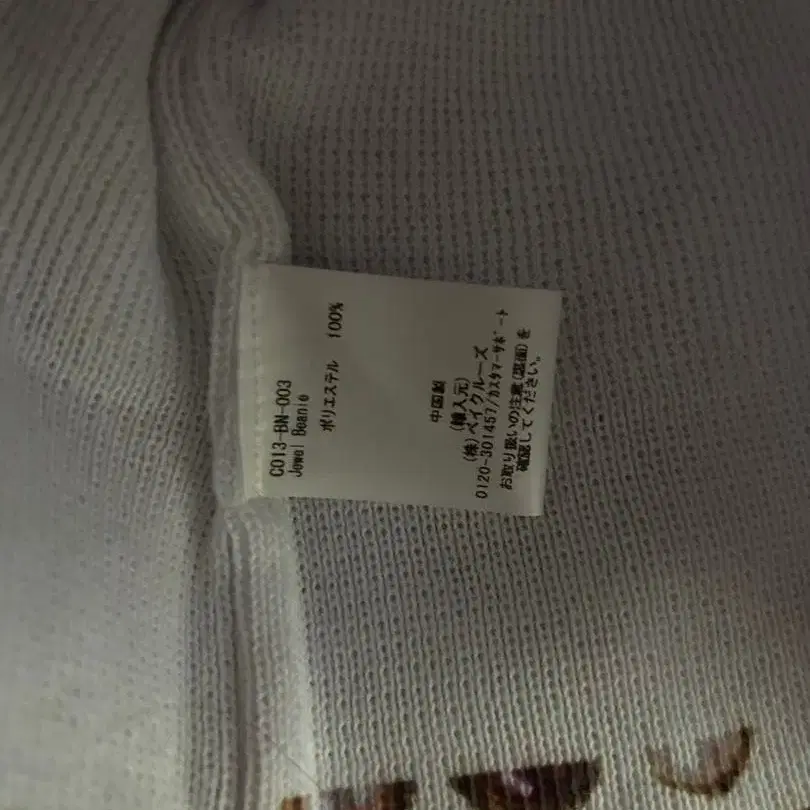 C013-BN-003
Jewel Beanie
ポリエステル 100%
中国製
(輸入元)
(株)ベイクルーズ
0120-301457/カスタマーサポート
お取り扱いの注意(裏面)を
確認してください。